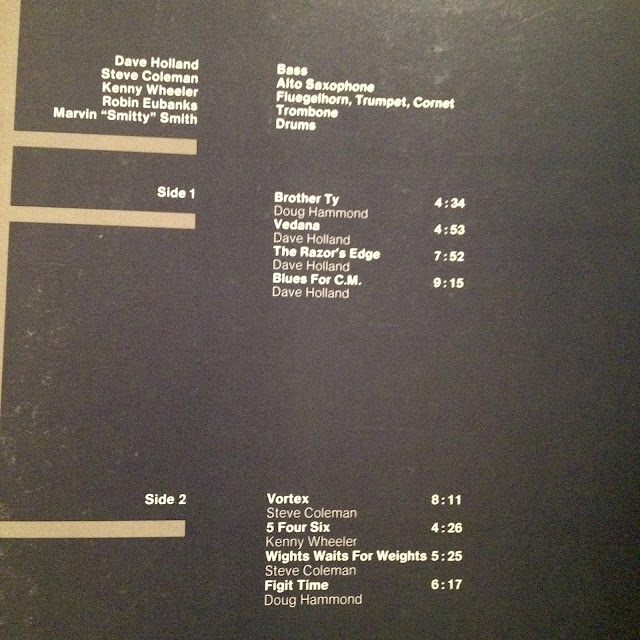 Dave Holland Bass
Steve Coleman Alto Saxophone
Kenny Wheeler Fluegelhorn, Trumpet, Cornet
Robin Eubanks Trombone
Marvin "Smitty" Smith Drums
Side 1 Brother Ty 4:34
Doug Hammond
Vedana 4:53
Dave Holland
The Razor's Edge 7:52
Dave Holland
Blues For C.M. 9:15
Dave Holland
Side 2 Vortex 8:11
Steve Coleman
5 Four Six 4:26
Kenny Wheeler
Wights Waits For Weights 5:25
Steve Coleman
Figit Time 6:17
Doug Hammond